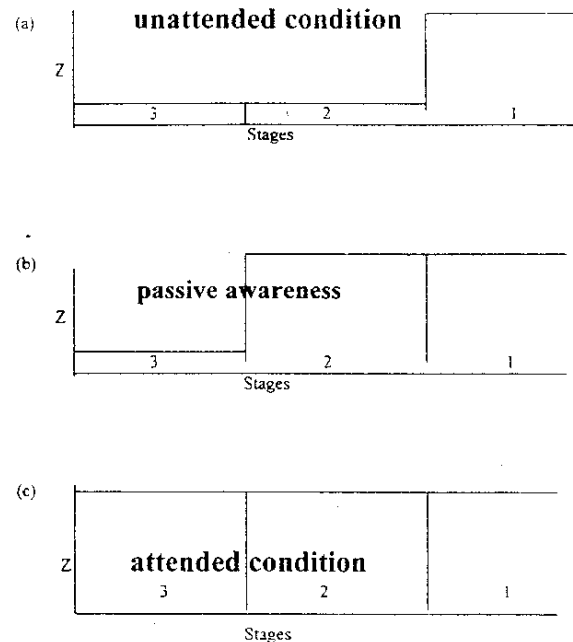 (a) unattended condition
Z
3 2 1
Stages
(b)
passive awareness
Z
3 2 1
Stages
(c)
Z attended condition
3 2 1
Stages